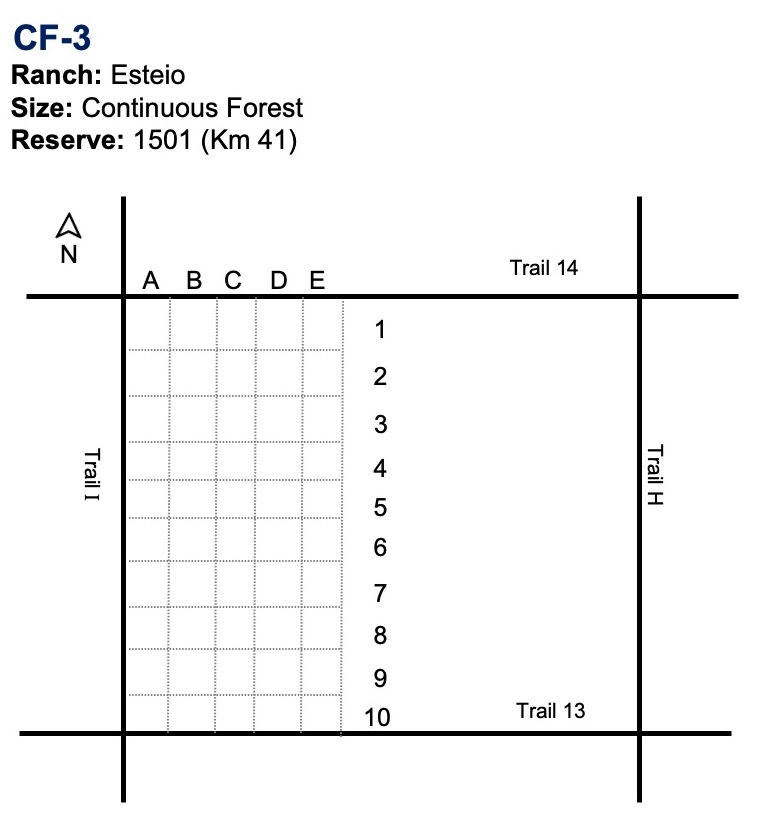 CF-3
Ranch: Esteio
Size: Continuous Forest
Reserve: 1501 (Km 41)
N
A B C D E
Trail 14
1
2
3
4
5
6
7
8
9
10
Trail I
Trail H
Trail 13